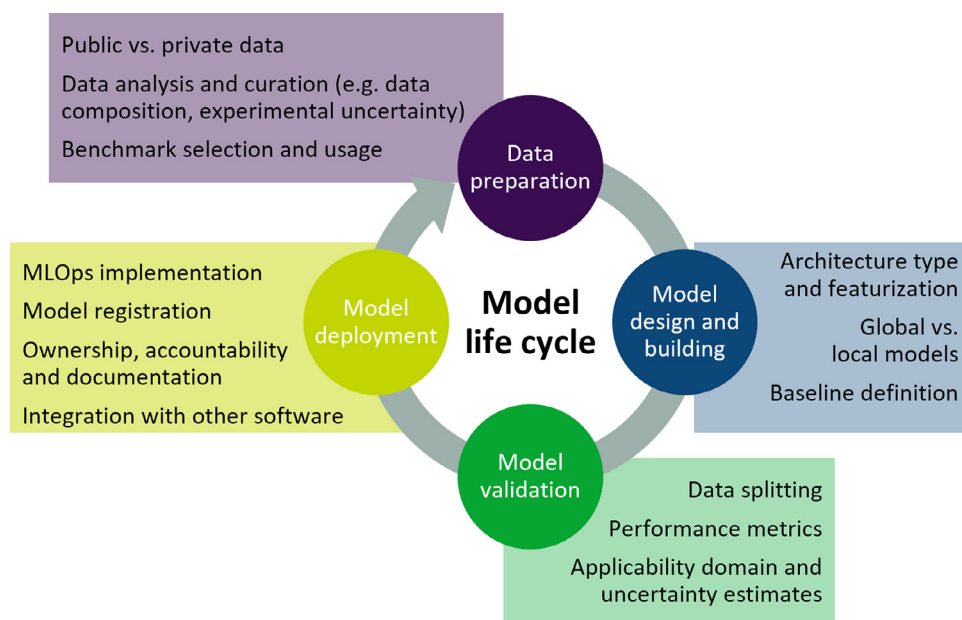 Public vs. private data
Data analysis and curation (e.g. data
composition, experimental uncertainty)
Benchmark selection and usage
Data
preparation
MLOps implementation
Model registration
Ownership, accountability
and documentation
Integration with other software
Model
deployment
Model
life cycle
Model
design and
building
Architecture type
and featurization
Global vs.
local models
Baseline definition
Model
validation
Data splitting
Performance metrics
Applicability domain and
uncertainty estimates